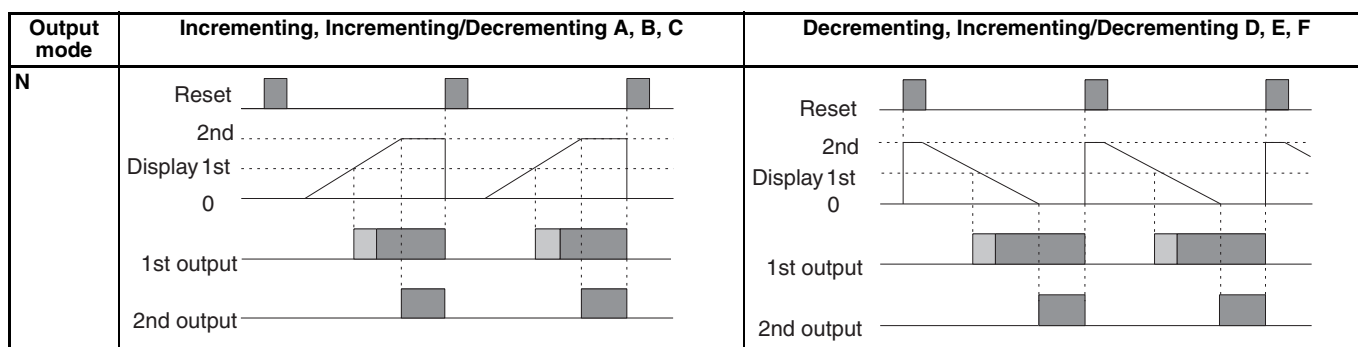 Output mode
Incrementing, Incrementing/Decrementing A, B, C
Decrementing, Incrementing/Decrementing D, E, F
N
Reset
2nd
Display 1st
0
1st output
2nd output
Reset
2nd
Display 1st
0
1st output
2nd output